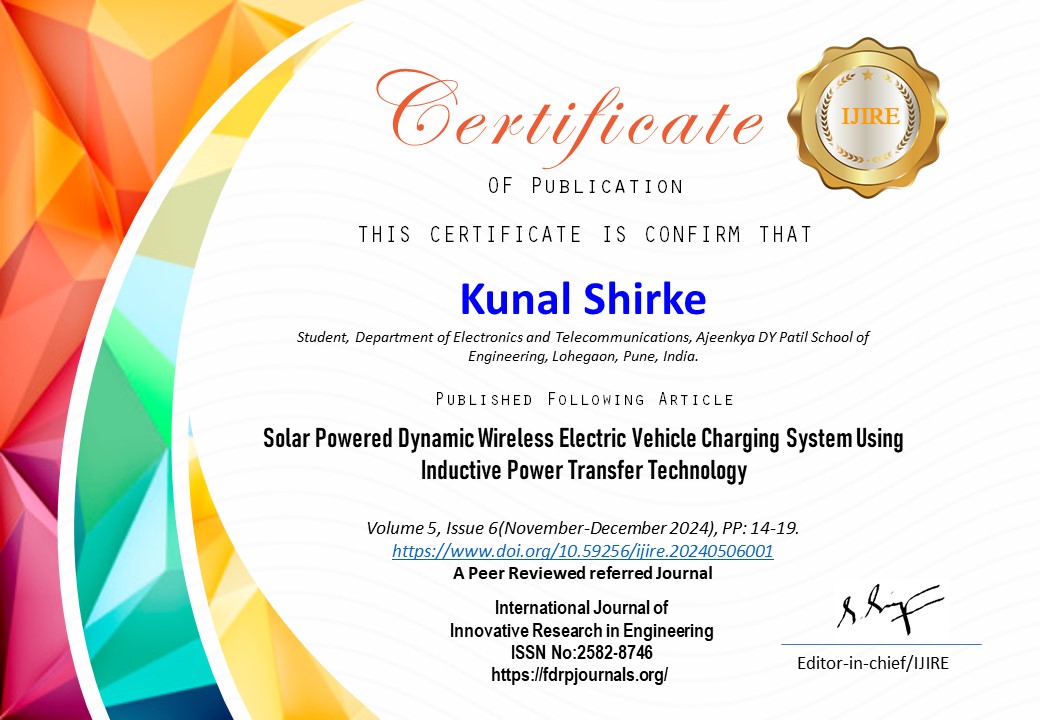 Certificate
IJIRE
OF PUBLICATION
THIS CERTIFICATE IS CONFIRM THAT
Kunal Shirke
Student, Department of Electronics and Telecommunications, Ajeenkya DY Patil School of
Engineering, Lohegaon, Pune, India.
PUBLISHED FOLLOWING ARTICLE
Solar Powered Dynamic Wireless Electric Vehicle Charging System Using
Inductive Power Transfer Technology
Volume 5, Issue 6(November-December 2024), PP: 14-19.
https://www.doi.org/10.59256/ijire.20240506001
A Peer Reviewed referred Journal
International Journal of
Innovative Research in Engineering
ISSN No:2582-8746
https://fdrpjournals.org/
Editor-in-chief/IJIRE